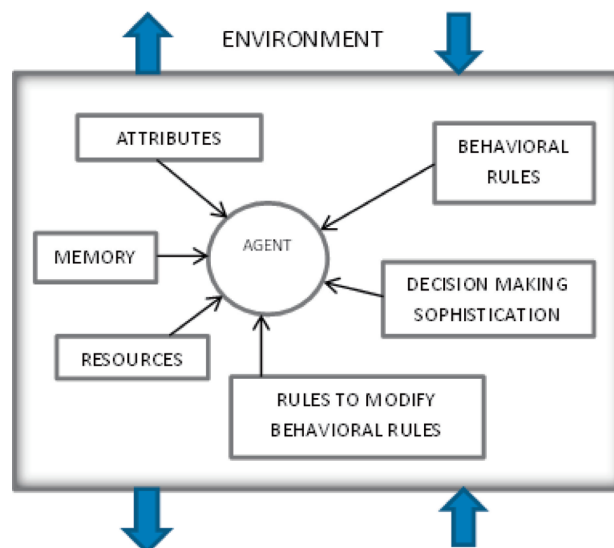 ENVIRONMENT
ATTRIBUTES
BEHAVIORAL
RULES
AGENT
MEMORY
DECISION MAKING
SOPHISTICATION
RESOURCES
RULES TO MODIFY
BEHAVIORAL RULES